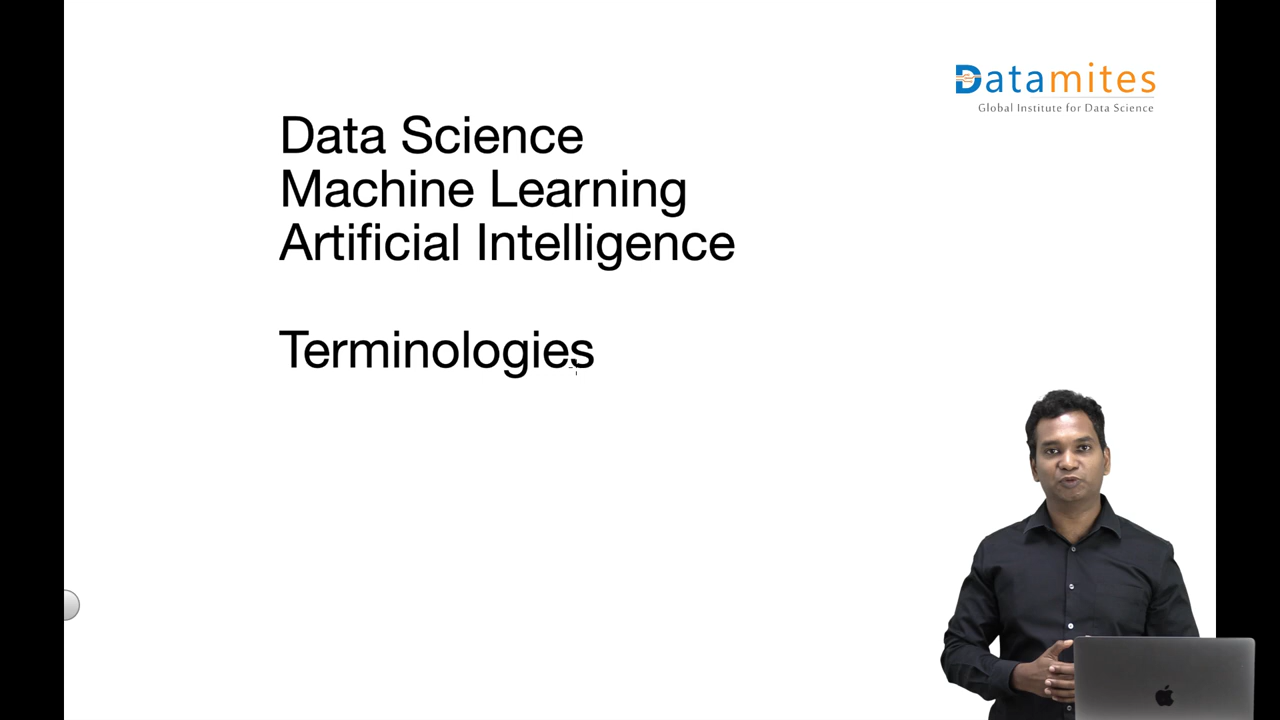 Datamites
Global Institute for Data Science
Data Science
Machine Learning
Artificial Intelligence
Terminologies